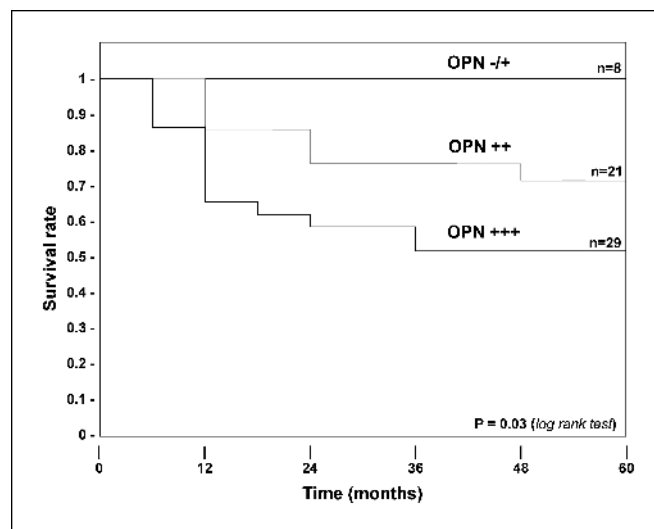 OPN -/+
n=8
1 -
0.9 -
OPN ++
0.8 -
n=21
0.7 -
OPN +++
0.6 -
n=29
0.5 -
0.4 -
0.3 -
0.2 -
0.1 -
P = 0.03 (log rank test)
0 -
0 12 24 36 48 60
Time (months)
Survival rate